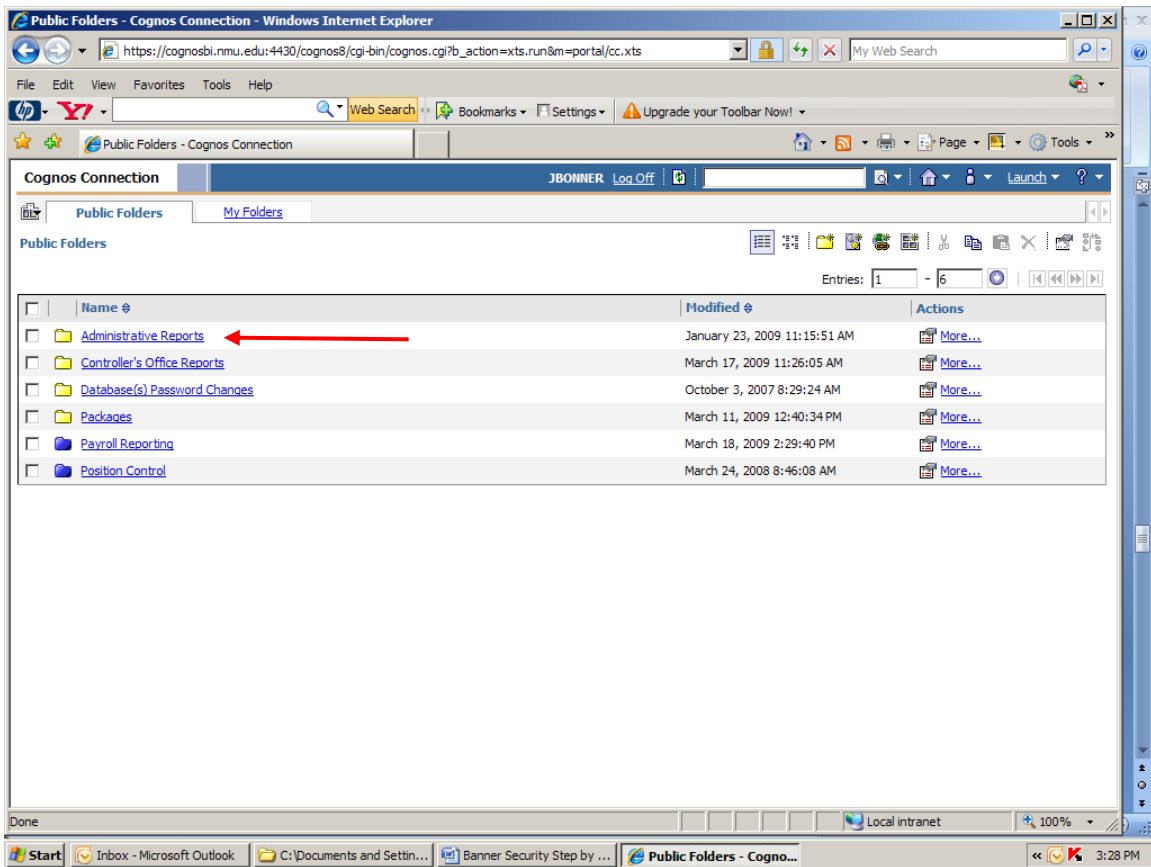 Public Folders - Cognos Connection - Windows Internet Explorer
https://cognosbi.nmu.edu:4430/cognos8/cgi-bin/cognos.cgi?b_action=xts.run&m=portal/cc.xts My Web Search
File Edit View Favorites Tools Help
hp Y! Web Search Bookmarks Settings Upgrade your Toolbar Now!
Public Folders - Cognos Connection Page Tools »
Cognos Connection JBONNER Log Off Launch ?
Public Folders My Folders
Public Folders
Entries: 1 - 6
Name Modified Actions
Administrative Reports January 23, 2009 11:15:51 AM More...
Controller's Office Reports March 17, 2009 11:26:05 AM More...
Database(s) Password Changes October 3, 2007 8:29:24 AM More...
Packages March 11, 2009 12:40:34 PM More...
Payroll Reporting March 18, 2009 2:29:40 PM More...
Position Control March 24, 2008 8:46:08 AM More...
Done Local intranet 100%
Start Inbox - Microsoft Outlook C:\Documents and Settin... Banner Security Step by ... Public Folders - Cogno... « 3:28 PM